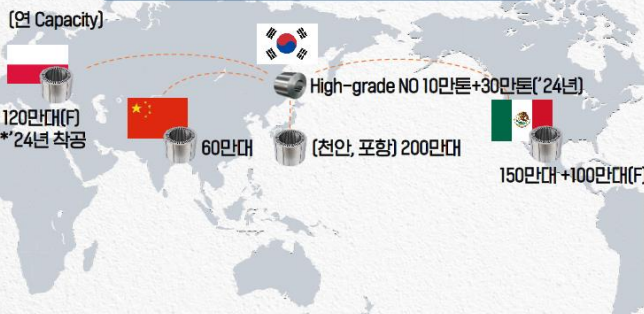 (연 Capacity)
High-grade NO 10만톤+30만톤('24년)
120만대(F)
*'24년 착공
60만대
(천안, 포항) 200만대
150만대 +100만대(F)